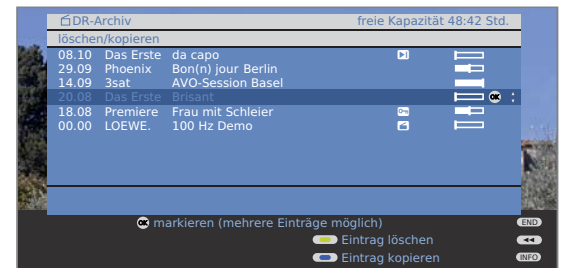 DR-Archiv freie Kapazität 48:42 Std.
löschen/kopieren
08.10 Das Erste da capo
29.09 Phoenix Bon(n) jour Berlin
14.09 3sat AVO-Session Basel
20.08 Das Erste Brisant OK
18.08 Premiere Frau mit Schleier
00.00 LOEWE. 100 Hz Demo
OK markieren (mehrere Einträge möglich) END
Eintrag löschen
Eintrag kopieren INFO